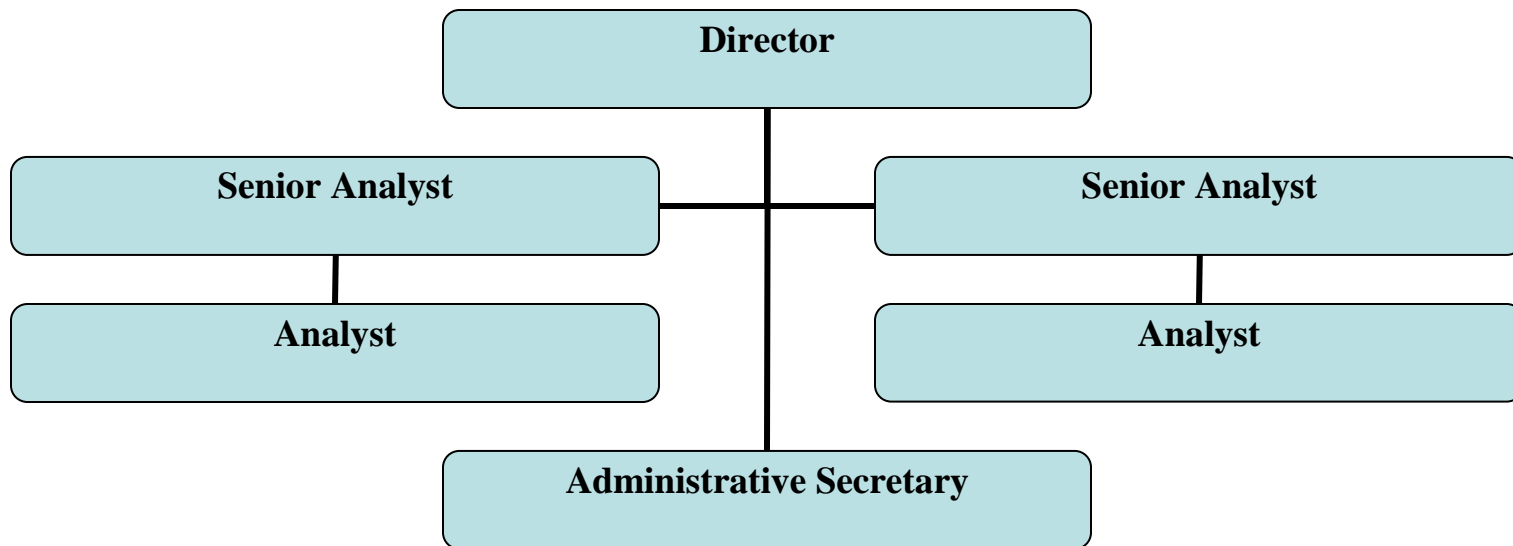 Director
Senior Analyst
Senior Analyst
Analyst
Analyst
Administrative Secretary